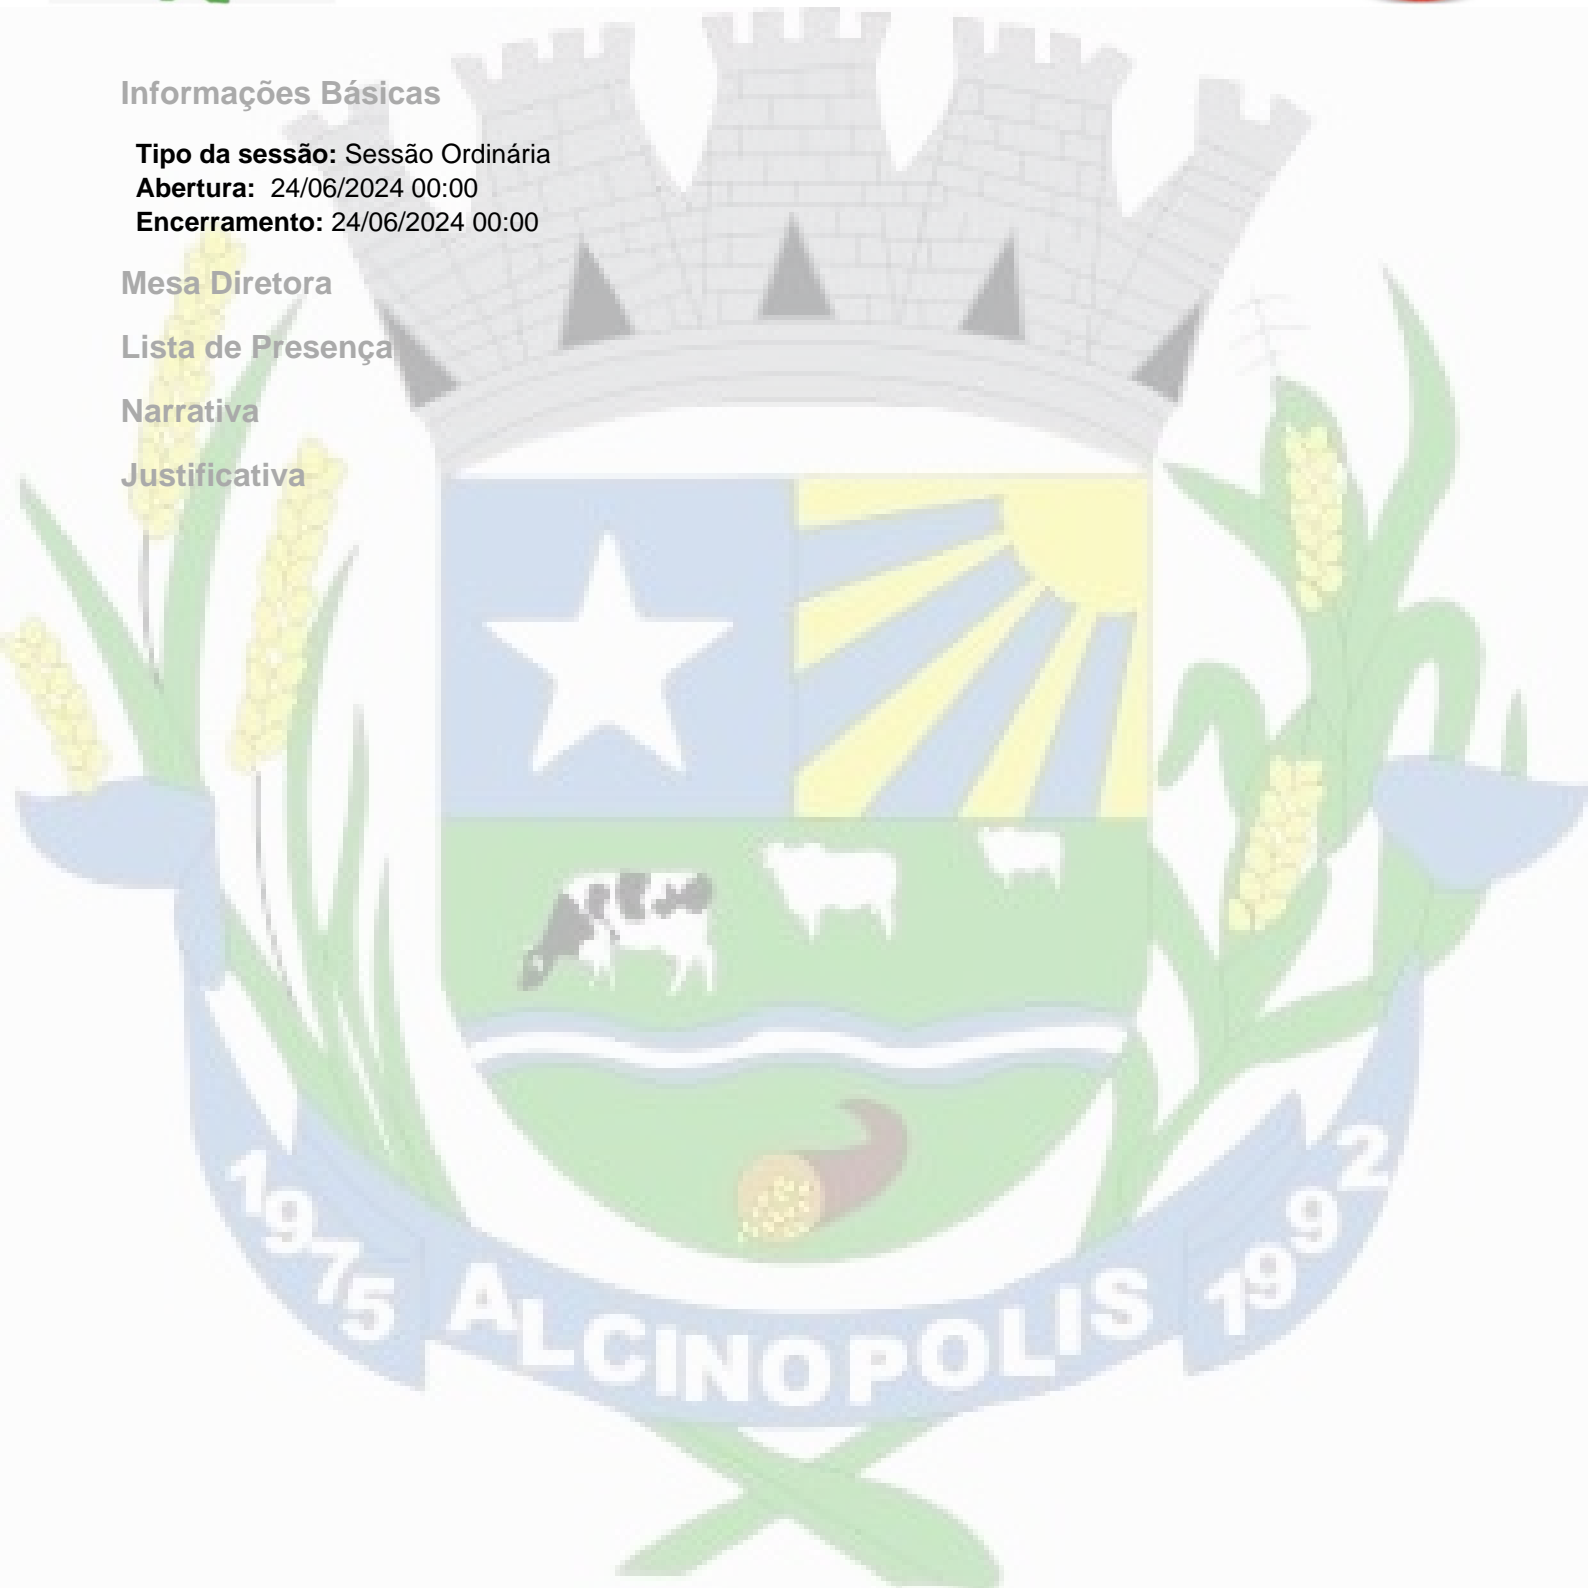 Informações Básicas
Tipo da sessão: Sessão Ordinária
Abertura: 24/06/2024 00:00
Encerramento: 24/06/2024 00:00
Mesa Diretora
Lista de Presença
Narrativa
Justificativa
1975 ALCINOPOLIS 1992